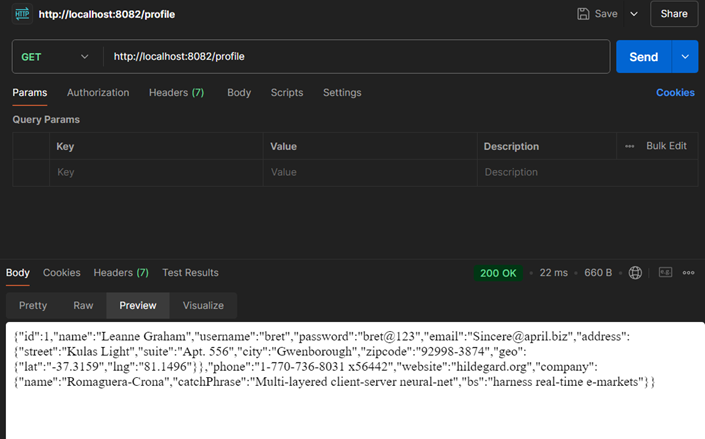 HTTP http://localhost:8082/profile Save Share
GET http://localhost:8082/profile Send
Params Authorization Headers (7) Body Scripts Settings Cookies
Query Params
Key Value Description Bulk Edit
Key Value Description
Body Cookies Headers (7) Test Results 200 OK 22 ms 660 B e.g.
Pretty Raw Preview Visualize
{"id":1,"name":"Leanne Graham","username":"bret","password":"bret@123","email":"Sincere@april.biz","address":
{"street":"Kulas Light","suite":"Apt. 556","city":"Gwenborough","zipcode":"92998-3874","geo":
{"lat":"-37.3159","lng":"81.1496"}},"phone":"1-770-736-8031 x56442","website":"hildegard.org","company":
{"name":"Romaguera-Crona","catchPhrase":"Multi-layered client-server neural-net","bs":"harness real-time e-markets"}}